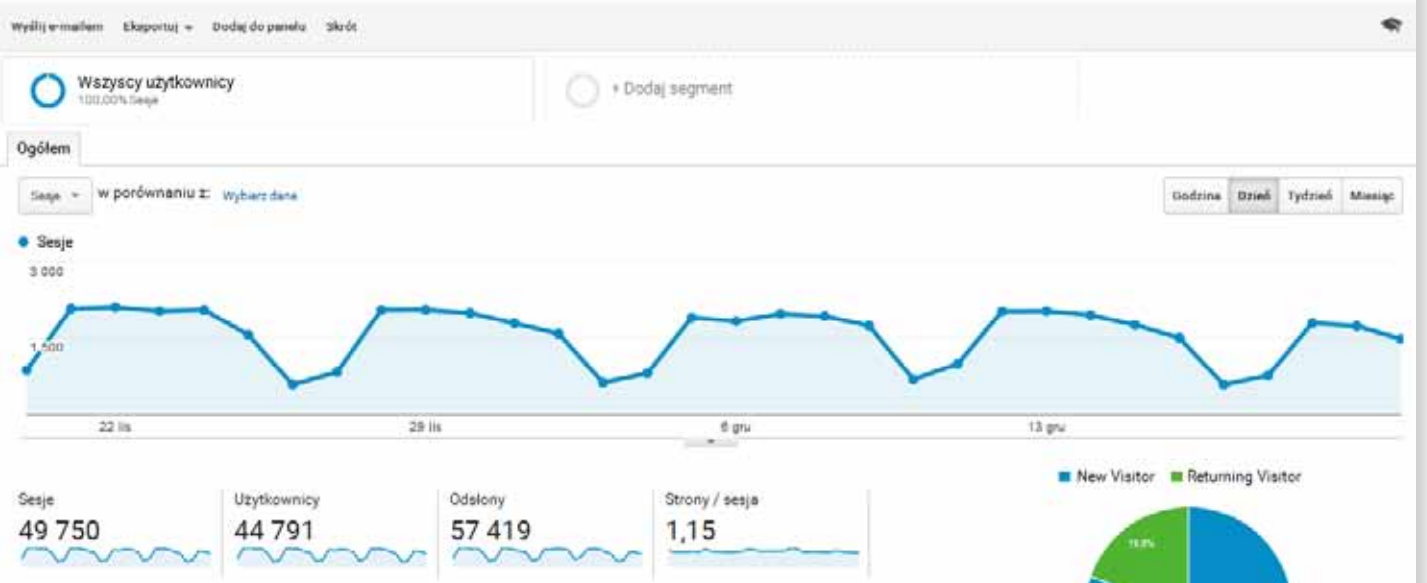 Wyślij e-mailem Eksportuj Dodaj do panelu Skrót
Wszyscy użytkownicy
100,00% Sesje
+ Dodaj segment
Ogółem
Sesje w porównaniu z: Wybierz dane
Godzina Dzień Tydzień Miesiąc
Sesje
3 000
1 500
22 lis 29 lis 6 gru 13 gru
New Visitor Returning Visitor
Sesje Użytkownicy Odsłony Strony / sesja
49 750 44 791 57 419 1,15